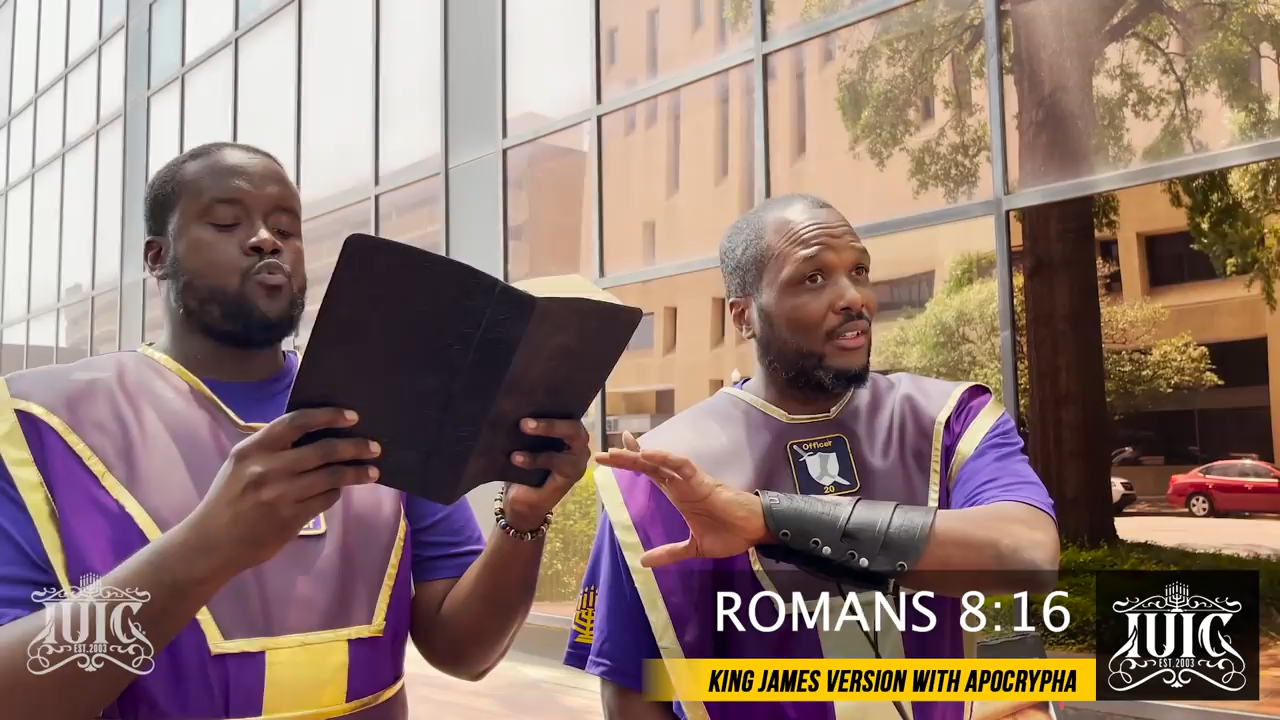 Officer
20
IUIC
EST.2003
ROMANS 8:16
KING JAMES VERSION WITH APOCRYPHA
IUIC
EST.2003